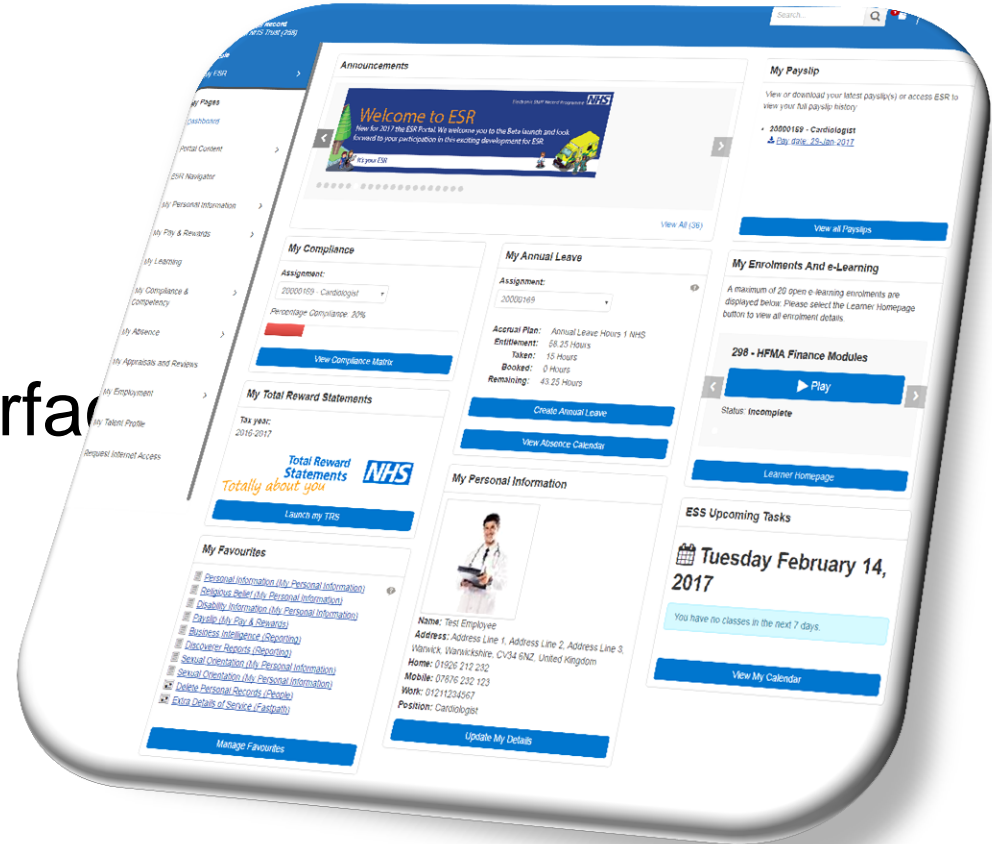 rfa
RECORD
NHS Trust (268)
Search...
My ESR
My Pages
Dashboard
Portal Content
ESR Navigator
My Personal Information
My Pay & Rewards
My Learning
My Compliance &
Competency
My Absence
My Appraisals and Reviews
My Employment
My Talent Profile
Request Internet Access
Announcements
Electronic Staff Record Programme NHS
Welcome to ESR
New for 2017 the ESR Portal. We welcome you to the Beta launch and look
forward to your participation in this exciting development for ESR.
It's your ESR
View All (36)
My Payslip
View or download your latest payslip(s) or access ESR to
view your full payslip history
20000169 - Cardiologist
Pay date: 29-Jan-2017
View all Payslips
My Compliance
Assignment:
20000169 - Cardiologist
Percentage Compliance: 20%
View Compliance Matrix
My Annual Leave
Assignment:
20000169
Accrual Plan: Annual Leave Hours 1 NHS
Entitlement: 58.25 Hours
Taken: 15 Hours
Booked: 0 Hours
Remaining: 43.25 Hours
Create Annual Leave
View Absence Calendar
My Enrolments And e-Learning
A maximum of 20 open e-learning enrolments are
displayed below. Please select the Learner Homepage
button to view all enrolment details.
298 - HFMA Finance Modules
Play
Status: Incomplete
Learner Homepage
My Total Reward Statements
Tax year:
2016-2017
Total Reward
Statements
NHS
Totally about you
Launch my TRS
My Personal Information
Name: Test Employee
Address: Address Line 1, Address Line 2, Address Line 3,
Warwick, Warwickshire, CV34 6NZ, United Kingdom
Home: 01926 212 232
Mobile: 07676 232 123
Work: 01211234567
Position: Cardiologist
Update My Details
ESS Upcoming Tasks
Tuesday February 14,
2017
You have no classes in the next 7 days.
View My Calendar
My Favourites
Personal Information (My Personal Information)
Religious Belief (My Personal Information)
Disability Information (My Personal Information)
Payslip (My Pay & Rewards)
Business Intelligence (Reporting)
Discoverer Reports (Reporting)
Sexual Orientation (My Personal Information)
Sexual Orientation (My Personal Information)
Delete Personal Records (People)
Extra Details of Service (Fastpath)
Manage Favourites